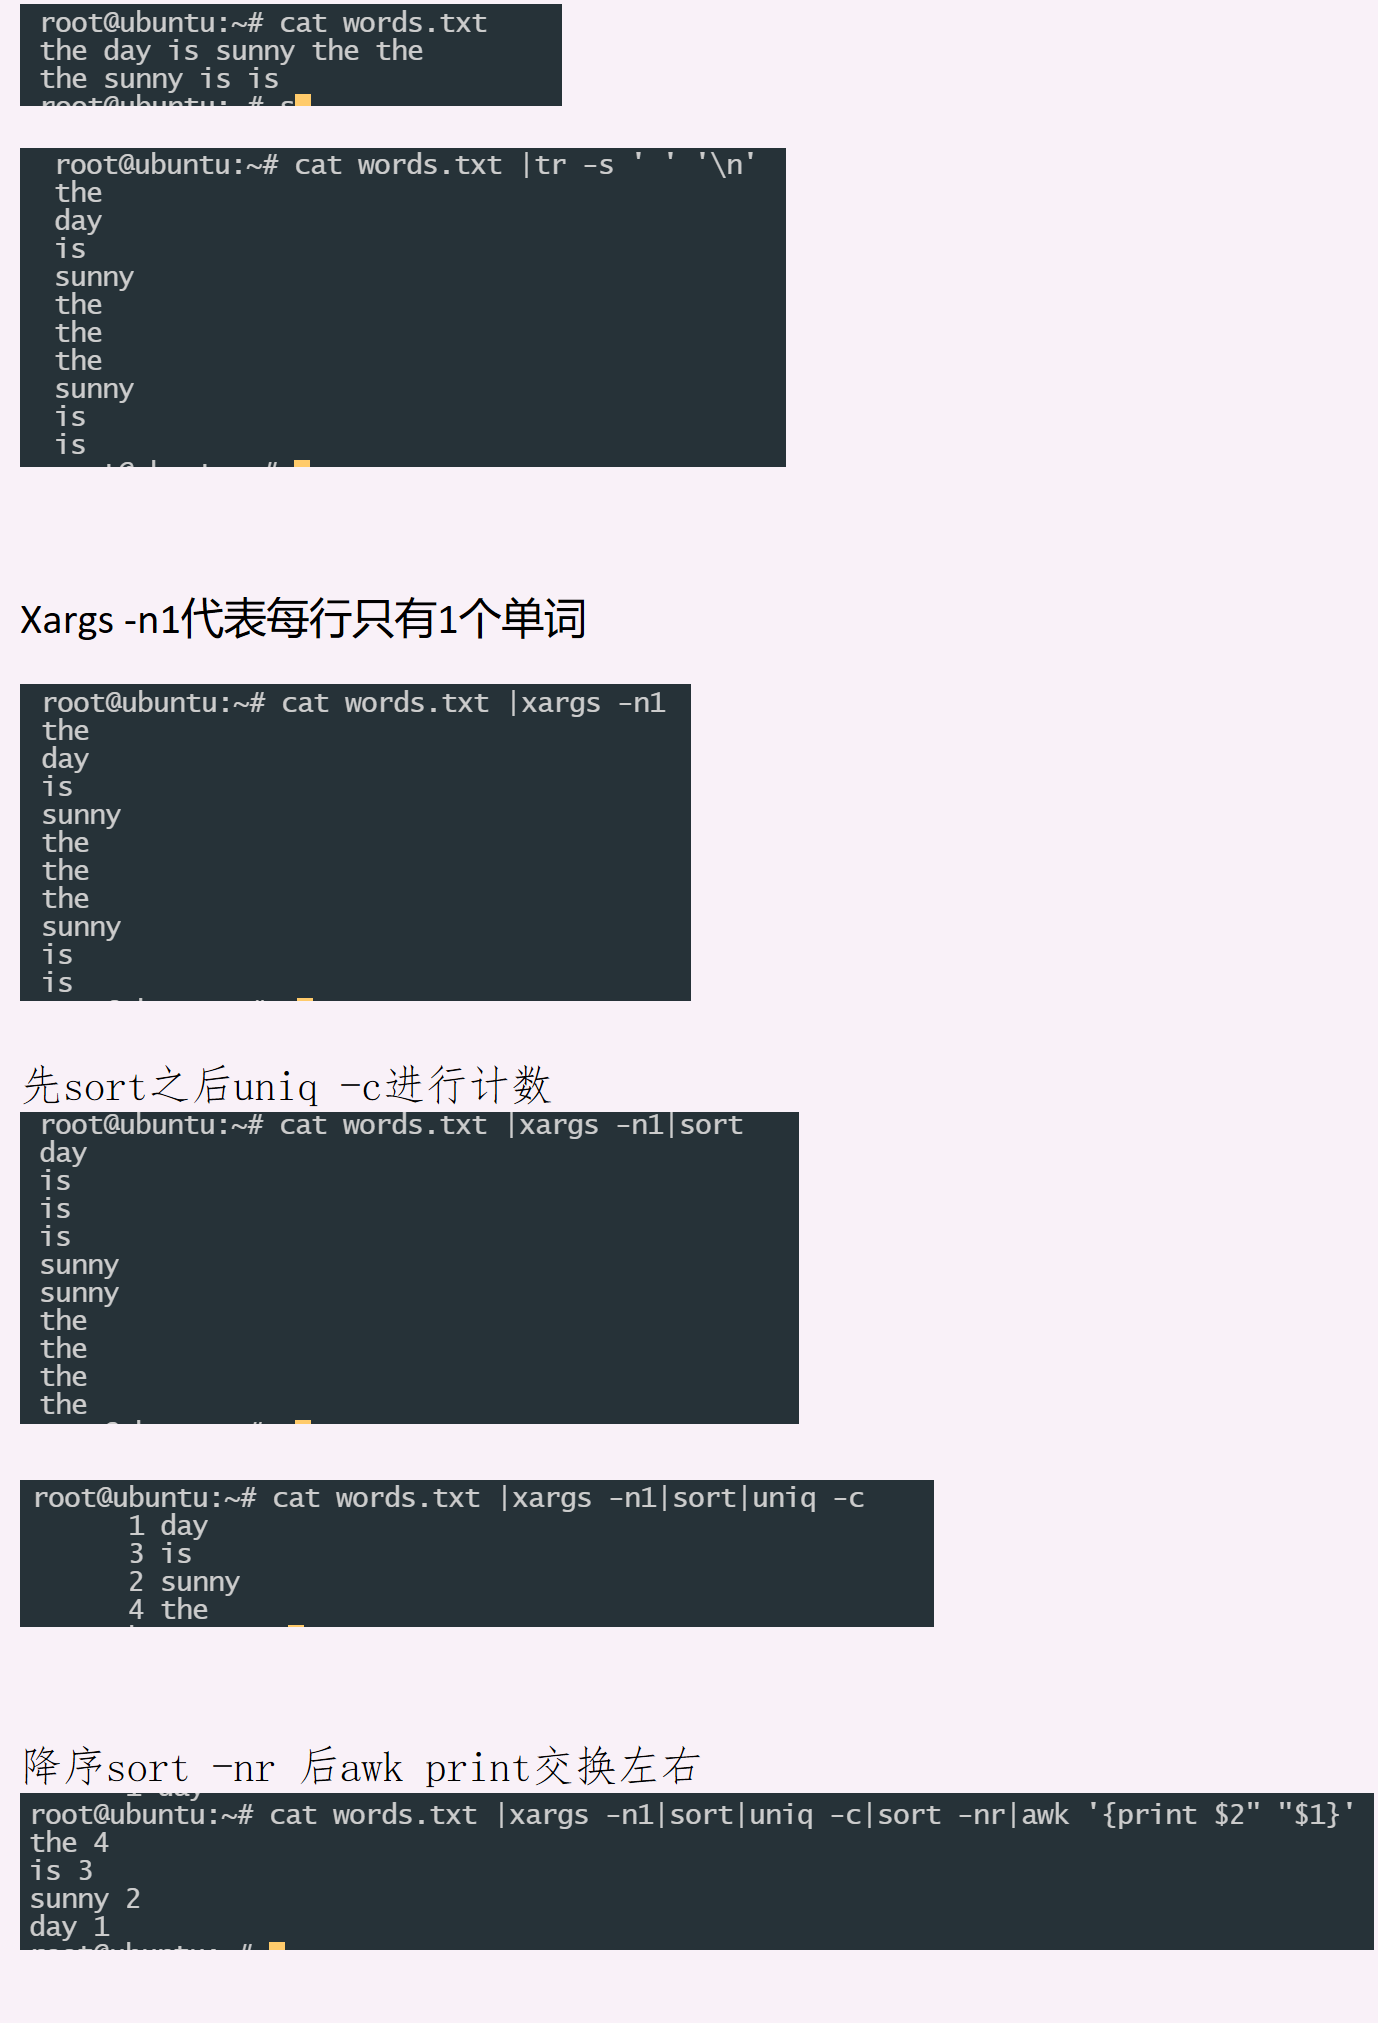 root@ubuntu:~# cat words.txt
the day is sunny the the
the sunny is is
root@ubuntu:~# s
root@ubuntu:~# cat words.txt |tr -s ' ' '\n'
the
day
is
sunny
the
the
the
sunny
is
is
Xargs -n1代表每行只有1个单词
root@ubuntu:~# cat words.txt |xargs -n1
the
day
is
sunny
the
the
the
sunny
is
is
先sort之后uniq -c进行计数
root@ubuntu:~# cat words.txt |xargs -n1|sort
day
is
is
is
sunny
sunny
the
the
the
the
root@ubuntu:~# cat words.txt |xargs -n1|sort|uniq -c
1 day
3 is
2 sunny
4 the
降序sort -nr 后awk print交换左右
1 day
root@ubuntu:~# cat words.txt |xargs -n1|sort|uniq -c|sort -nr|awk '{print $2" "$1}'
the 4
is 3
sunny 2
day 1
root@ubuntu:~#